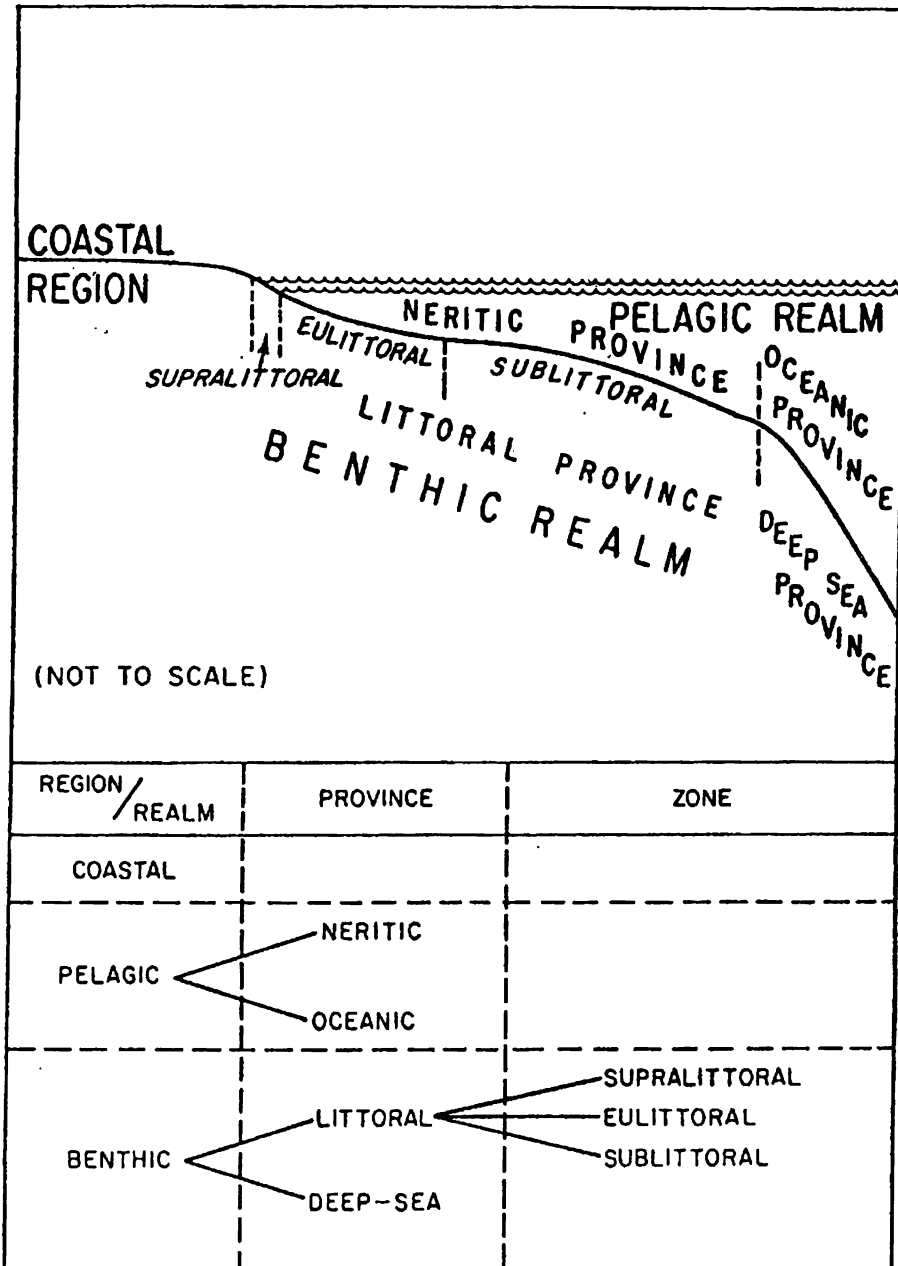 COASTAL
REGION
NERITIC PROVINCE
PELAGIC REALM
EULITTORAL
SUPRALITTORAL
SUBLITTORAL
OCEANIC
PROVINCE
LITTORAL PROVINCE
BENTHIC REALM
DEEP SEA
PROVINCE
(NOT TO SCALE)
REGION/REALM PROVINCE ZONE
COASTAL
NERITIC
PELAGIC
OCEANIC
SUPRALITTORAL
LITTORAL EULITTORAL
SUBLITTORAL
BENTHIC
DEEP-SEA